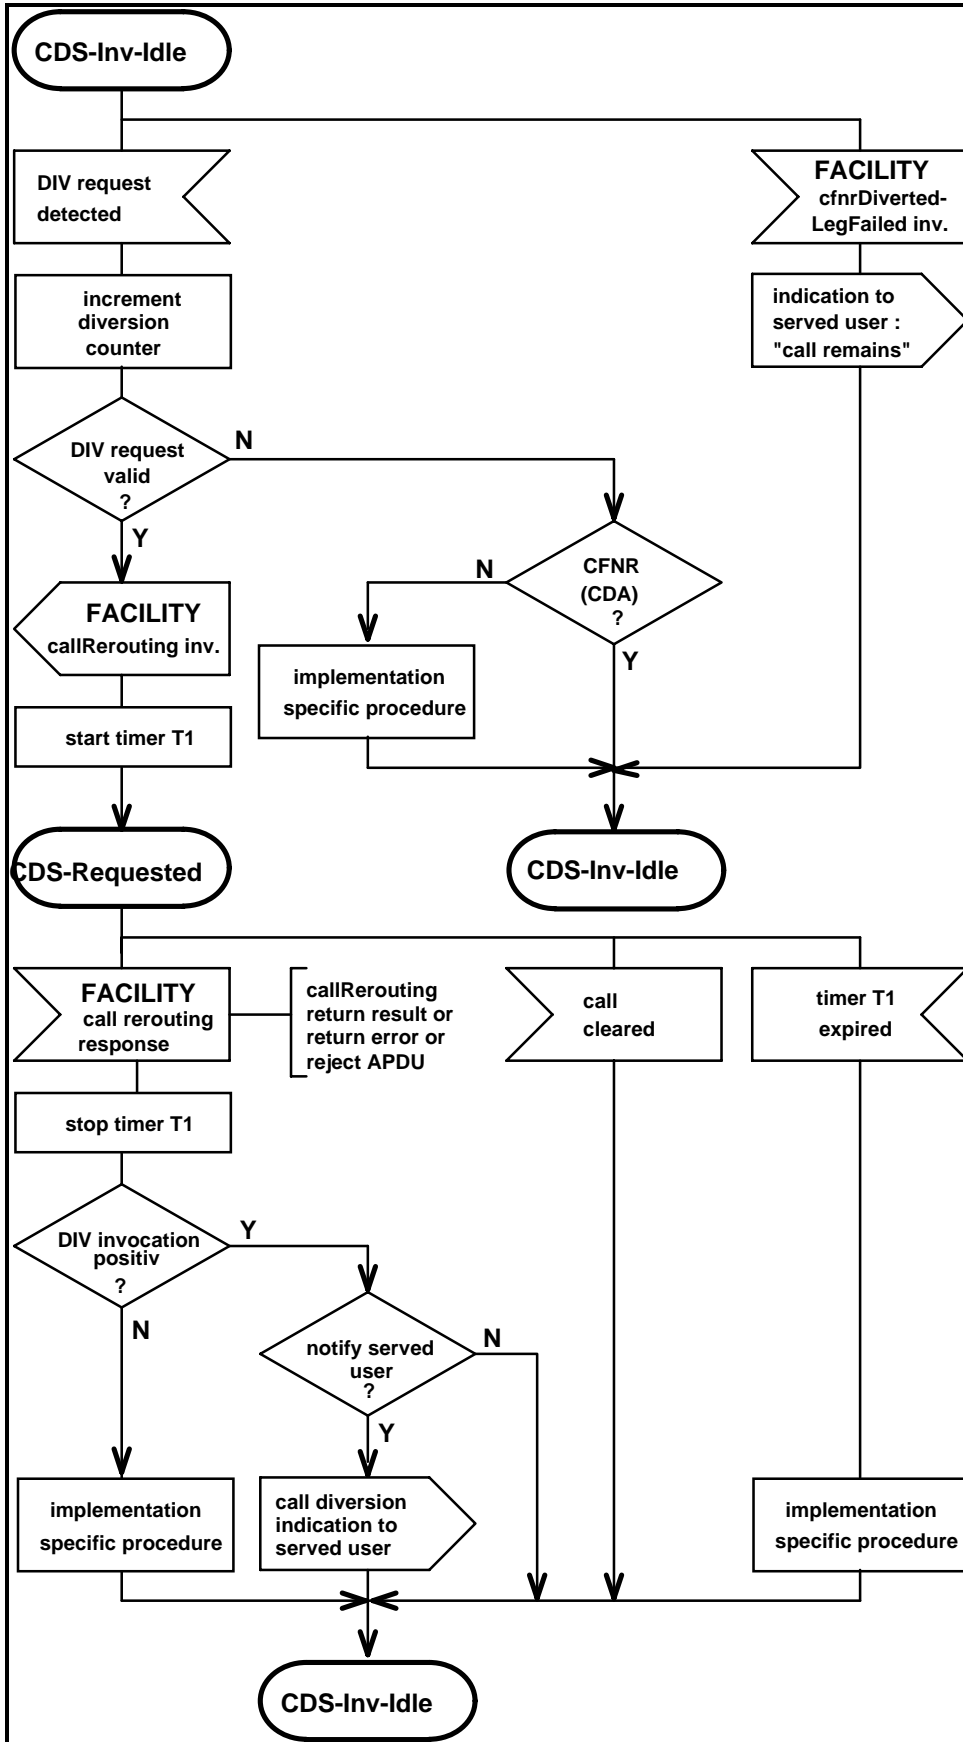 CDS-Inv-Idle
DIV request
detected
FACILITY
cfnrDiverted-
LegFailed inv.
increment
diversion
counter
indication to
served user :
"call remains"
DIV request
valid
?
N
Y
CFNR
(CDA)
?
N
Y
FACILITY
callRerouting inv.
implementation
specific procedure
start timer T1
CDS-Requested
CDS-Inv-Idle
FACILITY
call rerouting
response
callRerouting
return result or
return error or
reject APDU
call
cleared
timer T1
expired
stop timer T1
DIV invocation
positiv
?
Y
N
notify served
user
?
N
Y
implementation
specific procedure
call diversion
indication to
served user
implementation
specific procedure
CDS-Inv-Idle